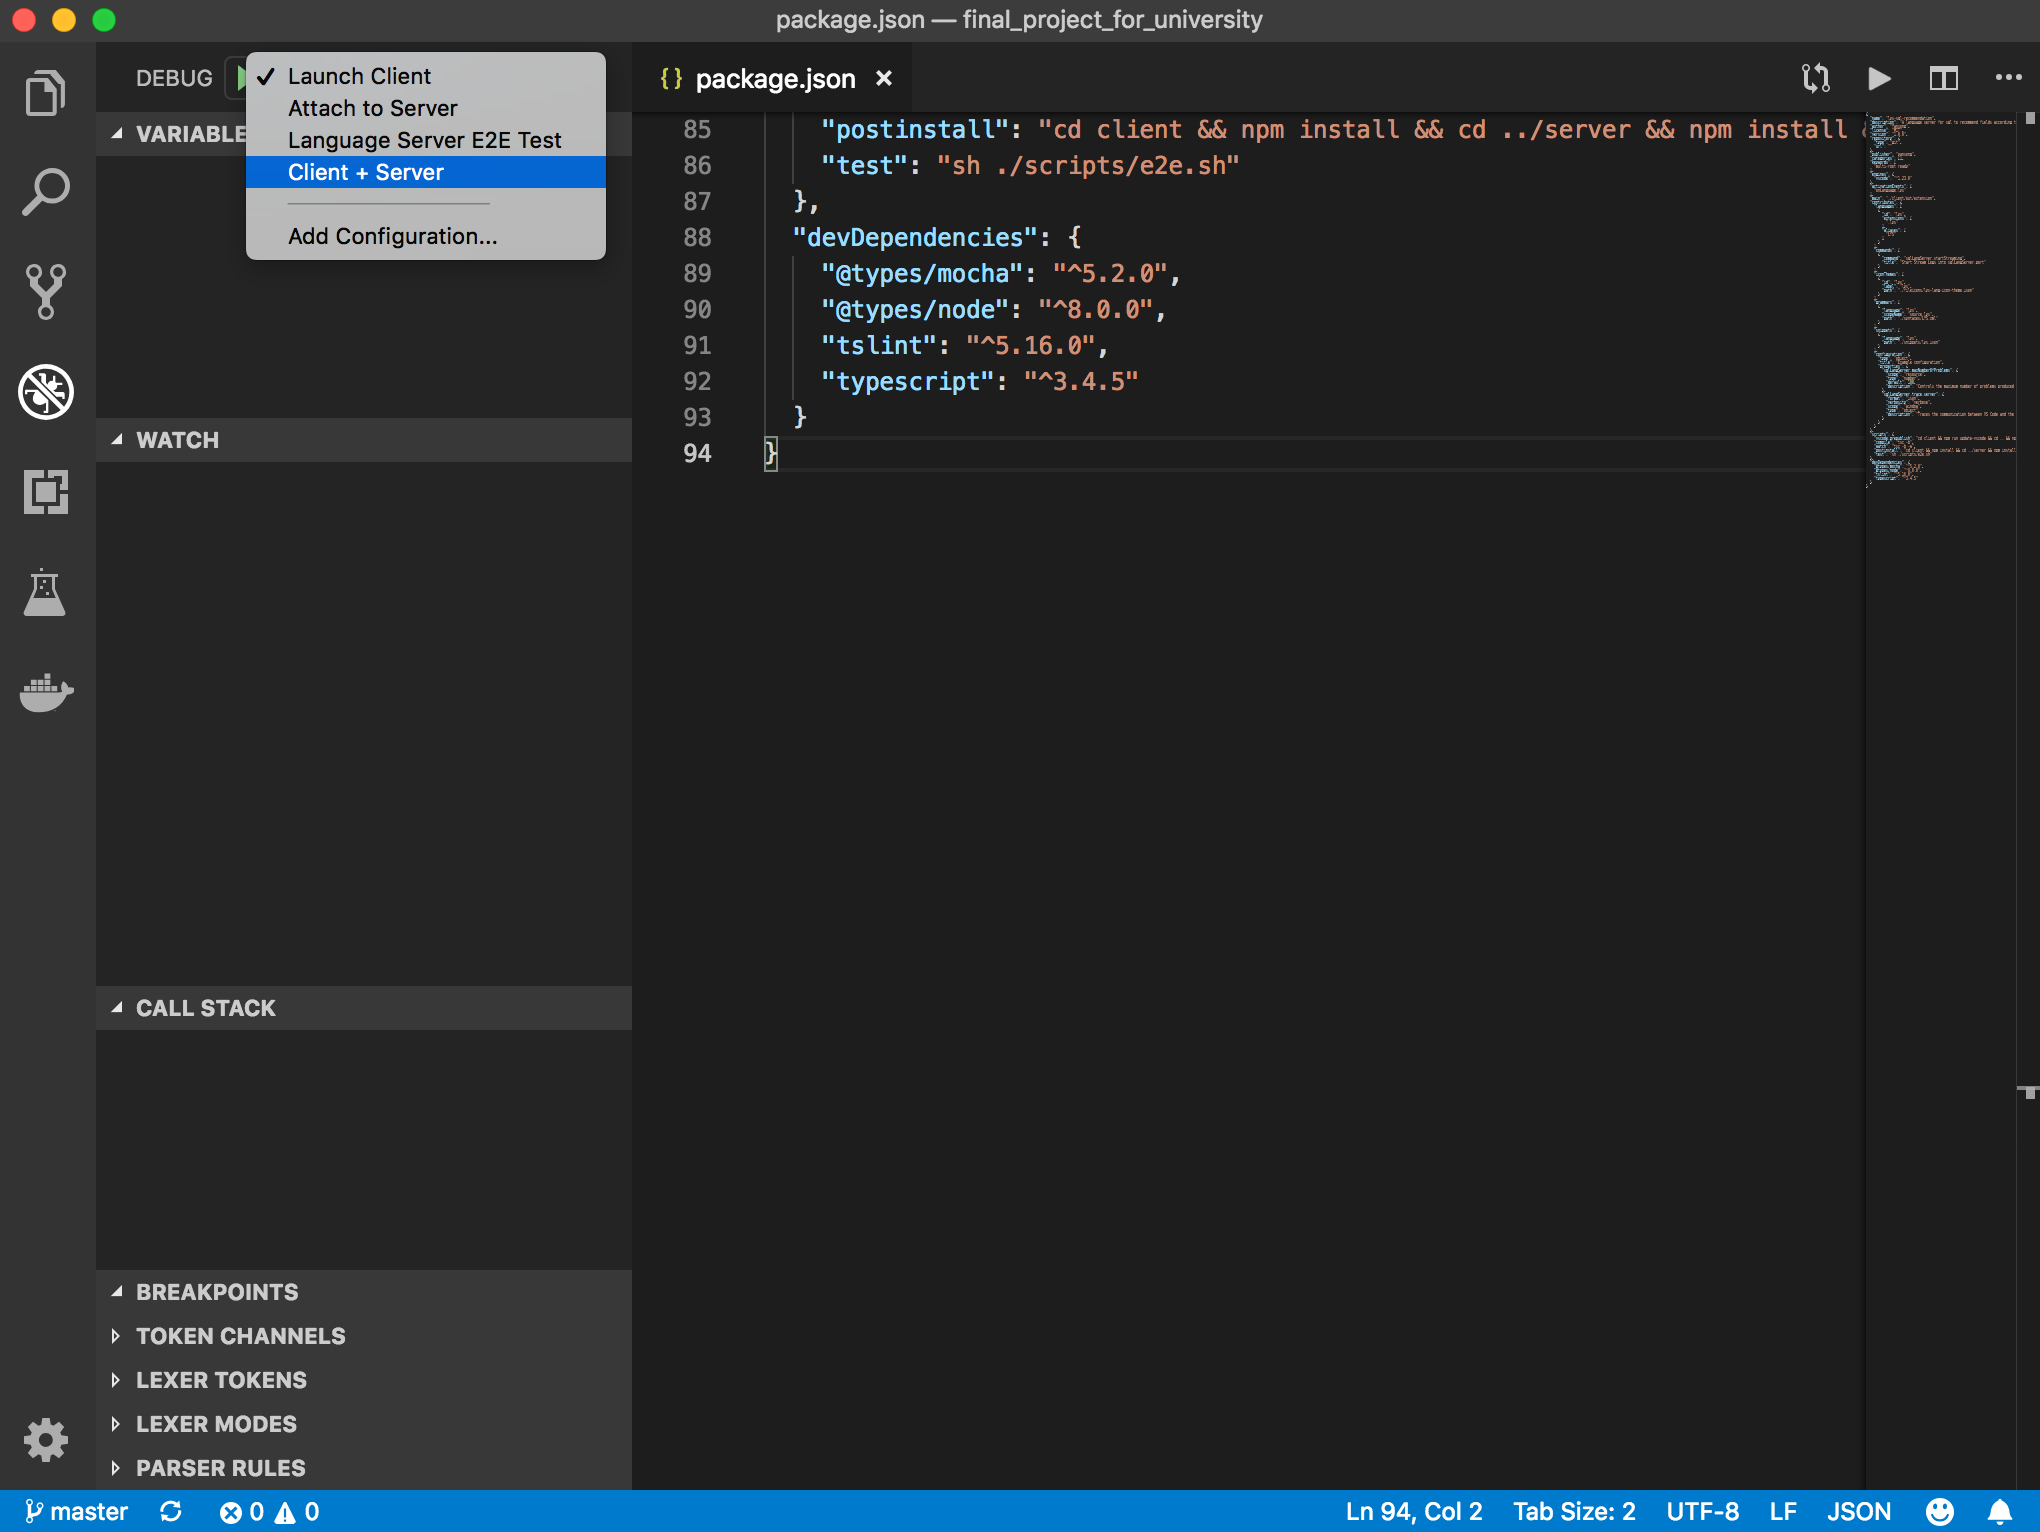 package.json — final_project_for_university
DEBUG
✓ Launch Client
Attach to Server
Language Server E2E Test
Client + Server
Add Configuration...
VARIABLE
WATCH
CALL STACK
BREAKPOINTS
TOKEN CHANNELS
LEXER TOKENS
LEXER MODES
PARSER RULES
{} package.json ×
85 "postinstall": "cd client && npm install && cd ../server && npm install
86 "test": "sh ./scripts/e2e.sh"
87 },
88 "devDependencies": {
89 "@types/mocha": "^5.2.0",
90 "@types/node": "^8.0.0",
91 "tslint": "^5.16.0",
92 "typescript": "^3.4.5"
93 }
94 }
master 0 0 Ln 94, Col 2 Tab Size: 2 UTF-8 LF JSON